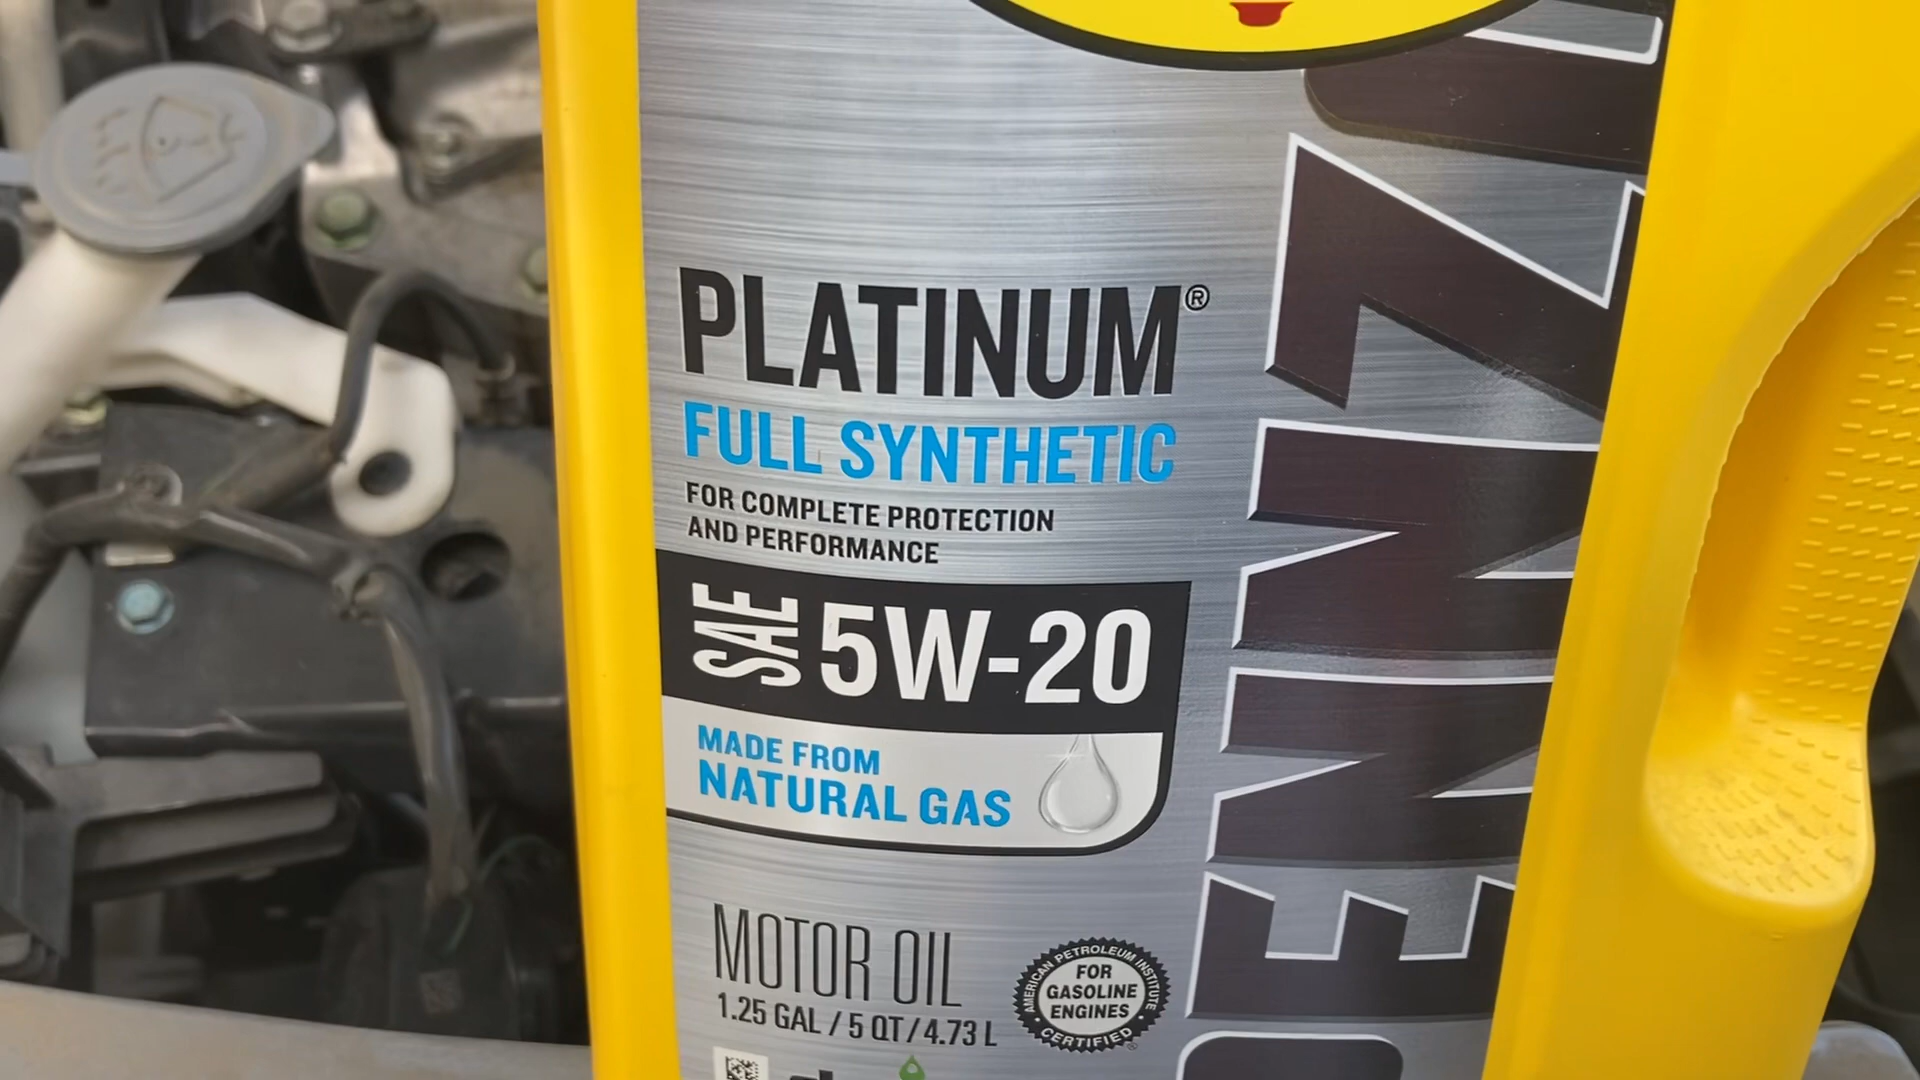 PLATINUM®
FULL SYNTHETIC
FOR COMPLETE PROTECTION
AND PERFORMANCE
SAE 5W-20
MADE FROM
NATURAL GAS
MOTOR OIL
1.25 GAL / 5 QT / 4.73 L
AMERICAN PETROLEUM INSTITUTE
FOR
GASOLINE
ENGINES
CERTIFIED
PENNZ